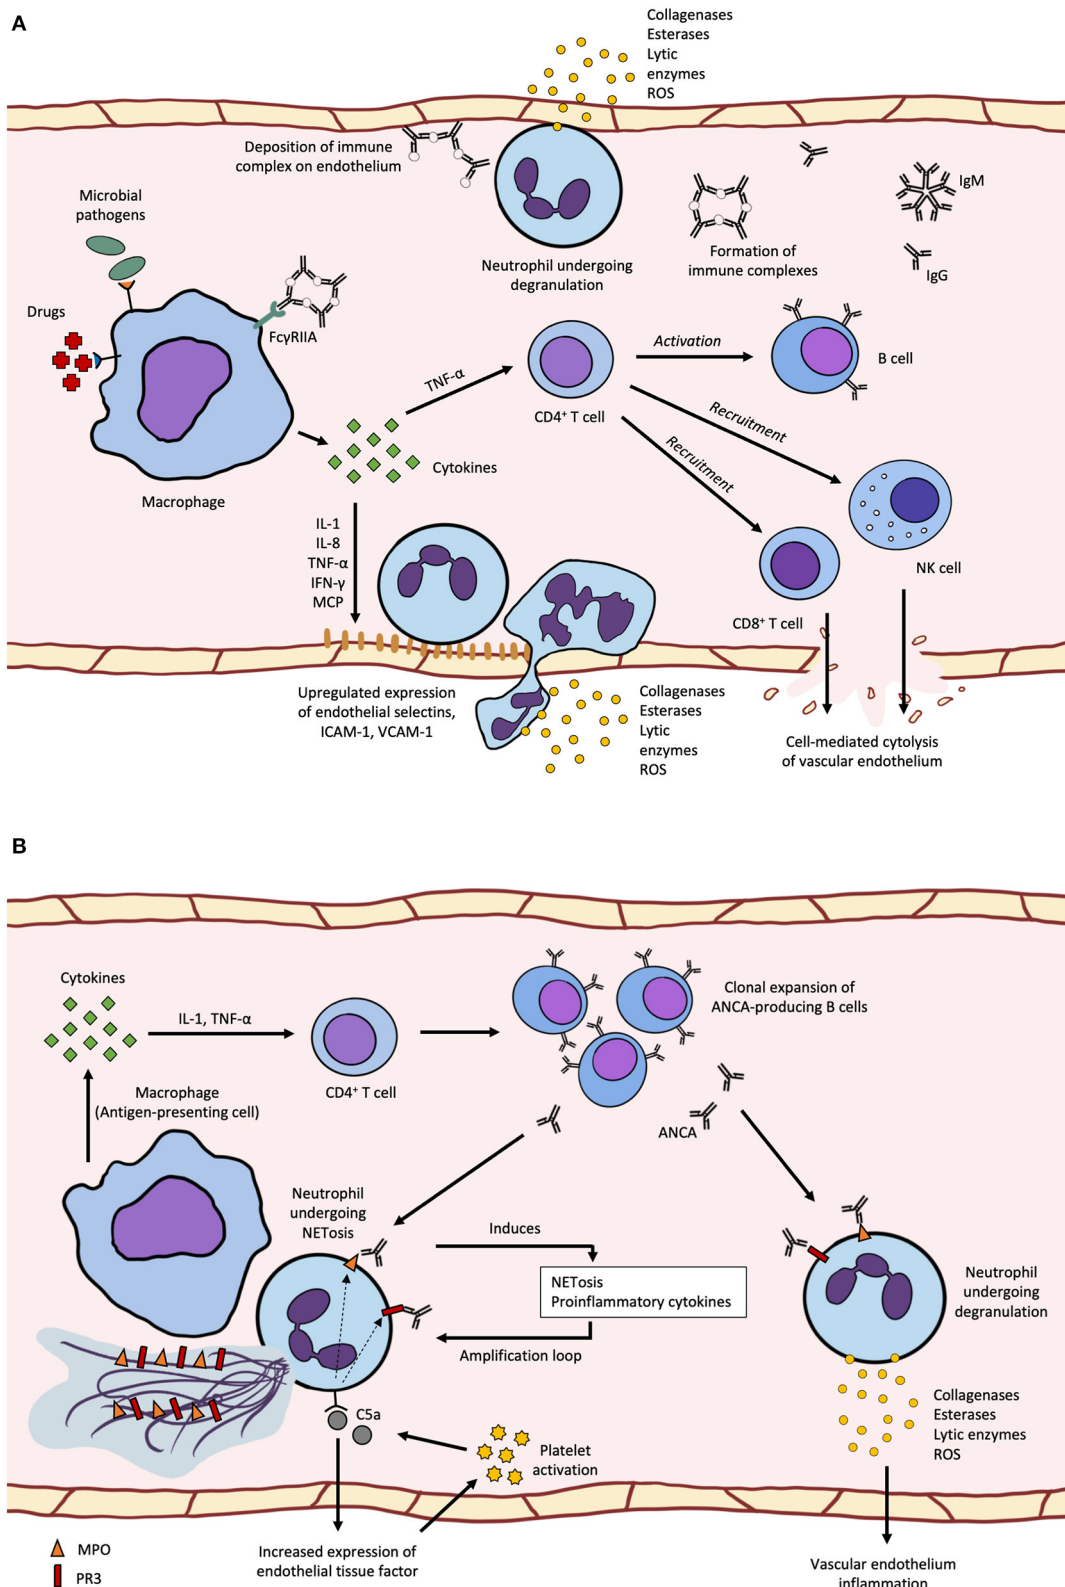 A
Collagenases
Esterases
Lytic
enzymes
ROS
Deposition of immune
complex on endothelium
Microbial
pathogens
IgM
Neutrophil undergoing
degranulation
Formation of
immune complexes
IgG
Drugs
FcγRIIA
TNF-α
Activation
B cell
CD4⁺ T cell
Recruitment
Recruitment
Cytokines
Macrophage
IL-1
IL-8
TNF-α
IFN-γ
MCP
NK cell
CD8⁺ T cell
Upregulated expression
of endothelial selectins,
ICAM-1, VCAM-1
Collagenases
Esterases
Lytic
enzymes
ROS
Cell-mediated cytolysis
of vascular endothelium
B
Cytokines
IL-1, TNF-α
Clonal expansion of
ANCA-producing B cells
CD4⁺ T cell
Macrophage
(Antigen-presenting cell)
ANCA
Neutrophil
undergoing
NETosis
Induces
NETosis
Proinflammatory cytokines
Amplification loop
Neutrophil
undergoing
degranulation
C5a
Platelet
activation
Collagenases
Esterases
Lytic enzymes
ROS
MPO
PR3
Increased expression of
endothelial tissue factor
Vascular endothelium
inflammation